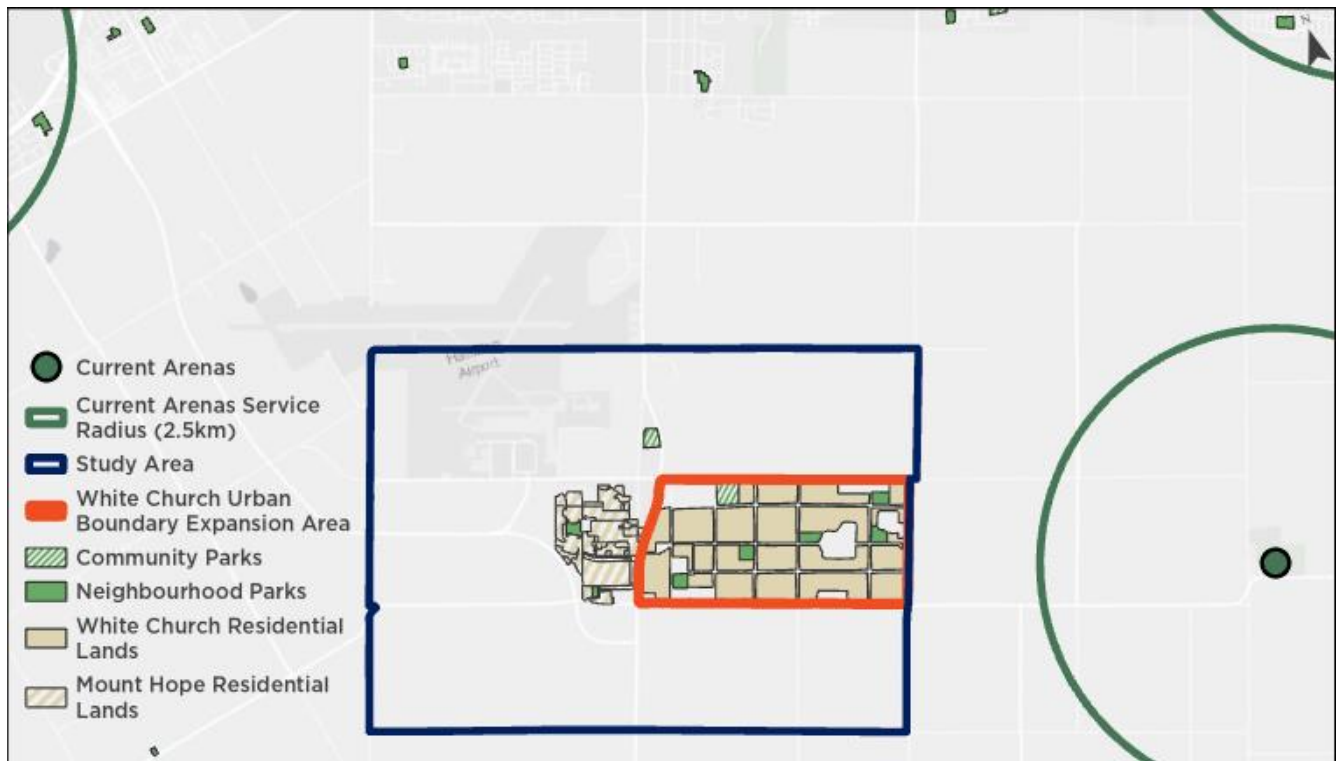 N
Airport
Current Arenas
Current Arenas Service
Radius (2.5km)
Study Area
White Church Urban
Boundary Expansion Area
Community Parks
Neighbourhood Parks
White Church Residential
Lands
Mount Hope Residential
Lands